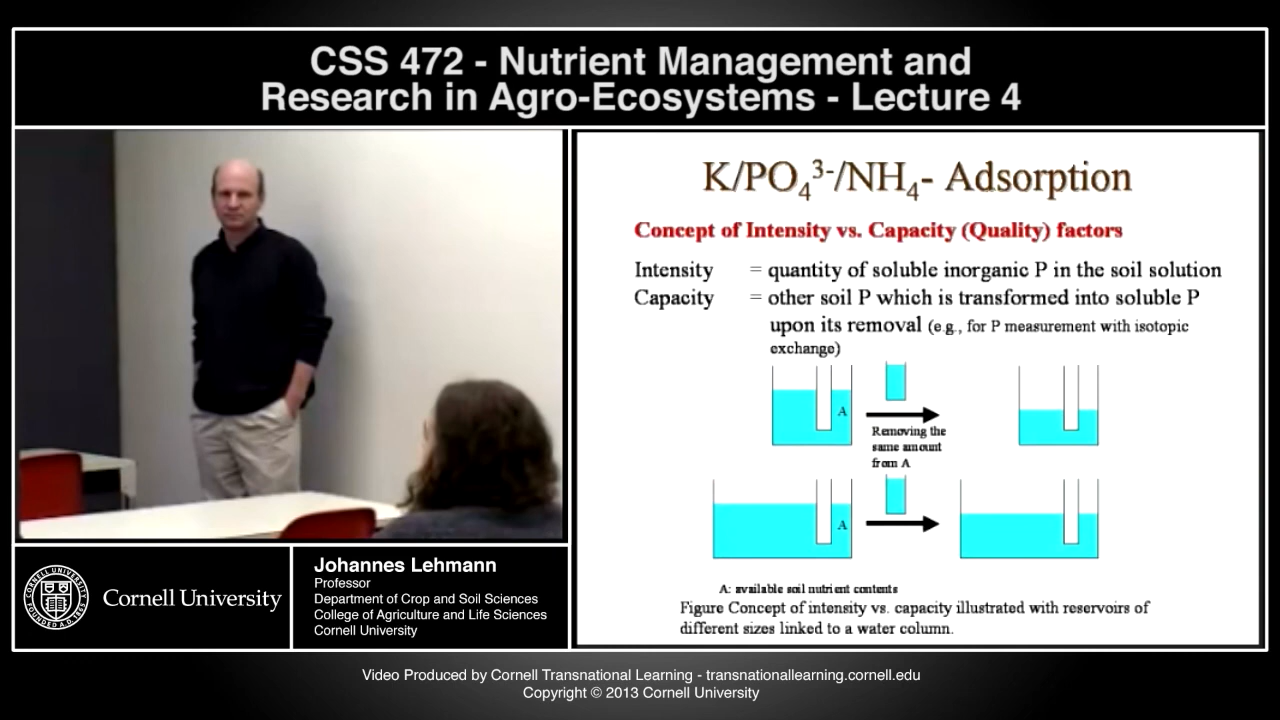 CSS 472 - Nutrient Management and
Research in Agro-Ecosystems - Lecture 4
K/PO₄³⁻/NH₄- Adsorption
Concept of Intensity vs. Capacity (Quality) factors
Intensity = quantity of soluble inorganic P in the soil solution
Capacity = other soil P which is transformed into soluble P
upon its removal (e.g., for P measurement with isotopic
exchange)
A
Removing the
same amount
from A
A
A: available soil nutrient contents
Figure Concept of intensity vs. capacity illustrated with reservoirs of
different sizes linked to a water column.
CORNELL UNIVERSITY
FOUNDED A.D. 1865
Cornell University
Johannes Lehmann
Professor
Department of Crop and Soil Sciences
College of Agriculture and Life Sciences
Cornell University
Video Produced by Cornell Transnational Learning - transnationallearning.cornell.edu
Copyright © 2013 Cornell University